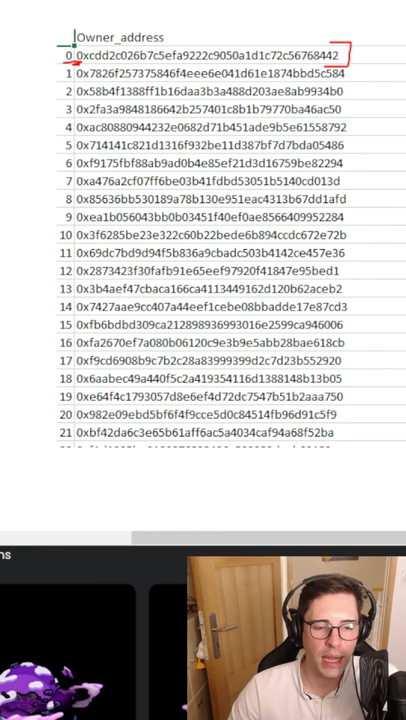 Owner_address
0 0xcdd2c026b7c5efa9222c9050a1d1c72c56768442
1 0x7826f257375846f4eee6e041d61e1874bbd5c584
2 0x58b4f1388ff1b16daa3b3a488d203ae8ab9934b0
3 0x2fa3a9848186642b257401c8b1b79770ba46ac50
4 0xac80880944232e0682d71b451ade9b5e61558792
5 0x714141c821d1316f932be11d387bf7d7bda05486
6 0xf9175fbf88ab9ad0b4e85ef21d3d16759be82294
7 0xa476a2cf07ff6be03b41fdbd53051b5140cd013d
8 0x85636bb530189a78b130e951eac4313b67dd1afd
9 0xea1b056043bb0b03451f40ef0ae8566409952284
10 0x3f6285be23e322c60b22bede6b894ccdc672e72b
11 0x69dc7bd9d94f5b836a9cbadc503b4142ce457e36
12 0x2873423f30fafb91e65eef97920f41847e95bed1
13 0x3b4aef47cbaca166ca4113449162d120b62aceb2
14 0x7427aae9cc407a44eef1cebe08bbadde17e87cd3
15 0xfb6bdbd309ca212898936993016e2599ca946006
16 0xfa2670ef7a080b06120c9e3b9e5abb28bae618cb
17 0xf9cd6908b9c7b2c28a83999399d2c7d23b552920
18 0x6aabec49a440f5c2a419354116d1388148b13b05
19 0xe64f4c1793057d8e6ef4d72dc7547b51b2aaa750
20 0x982e09ebd5bf6f4f9cce5d0c84514fb96d91c5f9
21 0xbf42da6c3e65b61aff6ac5a4034caf94a68f52ba
ns